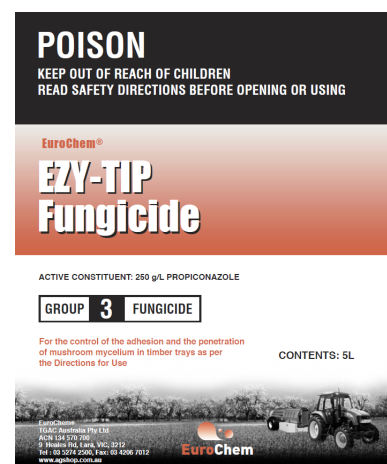 POISON
KEEP OUT OF REACH OF CHILDREN
READ SAFETY DIRECTIONS BEFORE OPENING OR USING
EuroChem®
EZY-TIP
Fungicide
ACTIVE CONSTITUENT: 250 g/L PROPICONAZOLE
GROUP 3 FUNGICIDE
For the control of the adhesion and the penetration
of mushroom mycelium in timber trays as per
the Directions for Use
CONTENTS: 5L
EuroChem®
TGAC Australia Pty Ltd
ACN 134 570 700
9 Heales Rd, Lara, VIC, 3212
Tel : 03 5274 2500, Fax: 03 4206 7012
www.agshop.com.au
EuroChem